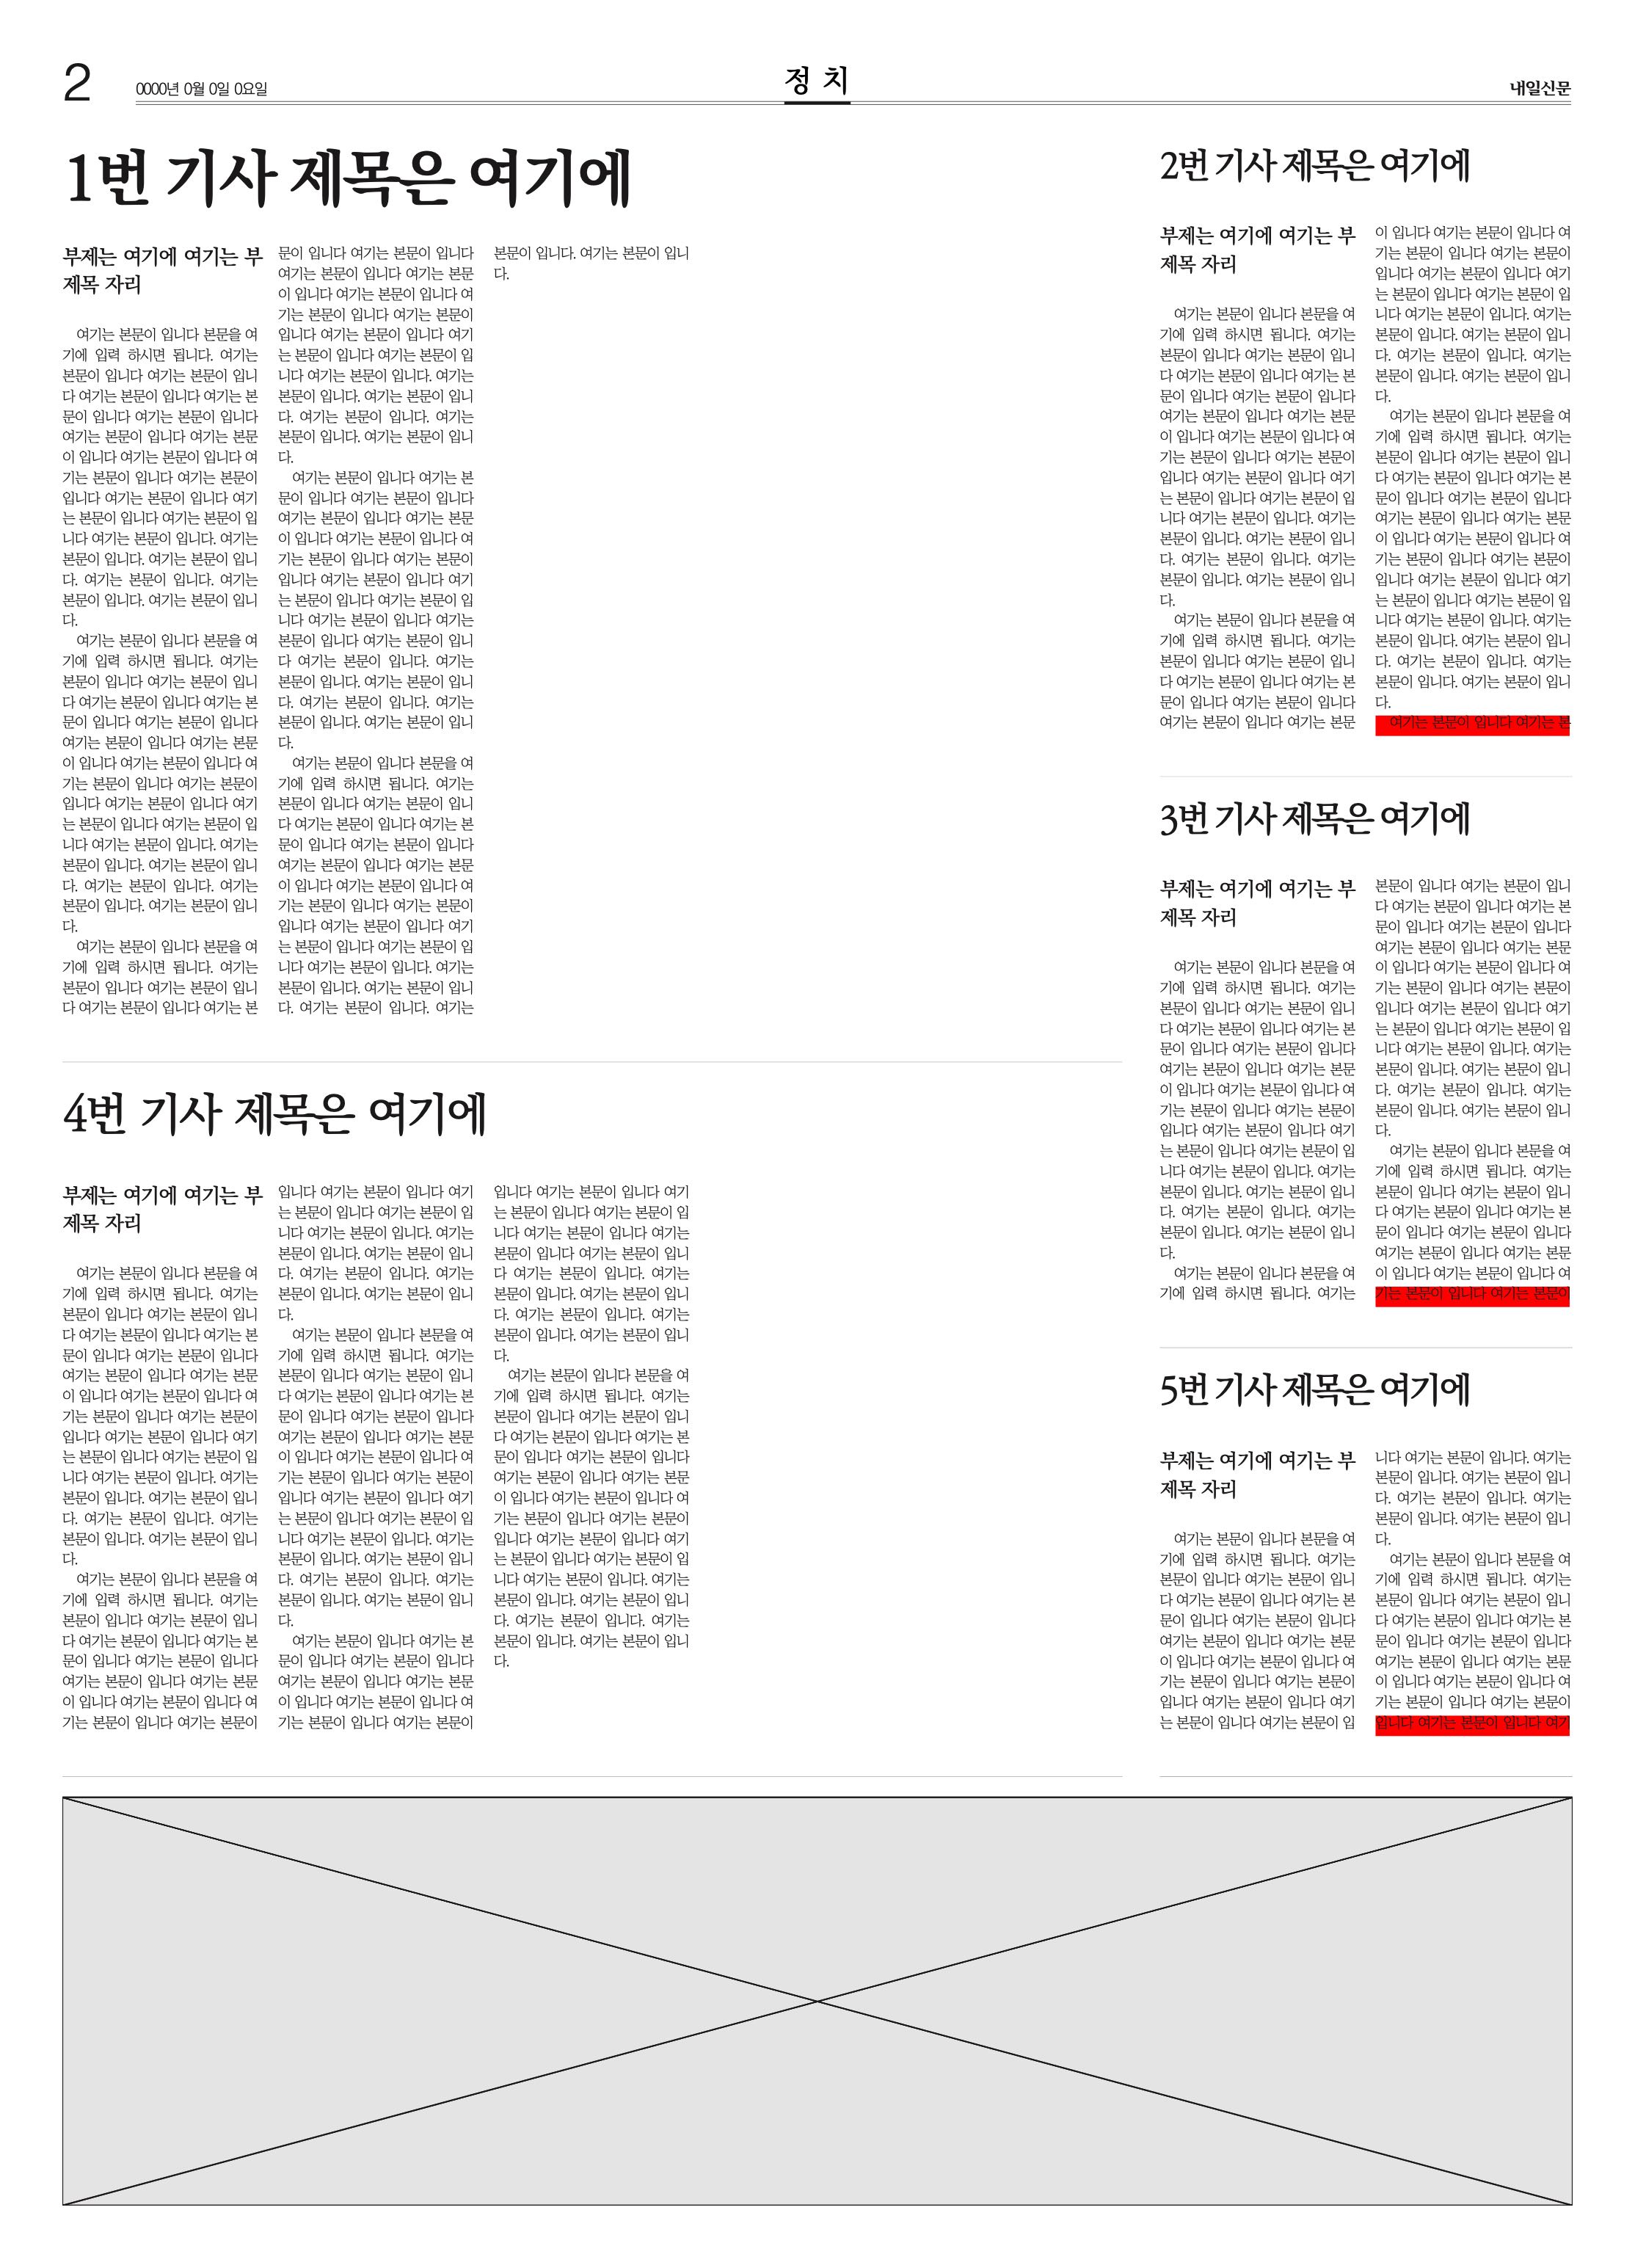 2
0000년 0월 0일 0요일
정 치
내일신문
1번 기사 제목은 여기에
부제는 여기에 여기는 부
제목 자리
여기는 본문이 입니다 본문을 여
기에 입력 하시면 됩니다. 여기는
본문이 입니다 여기는 본문이 입니
다 여기는 본문이 입니다 여기는 본
문이 입니다 여기는 본문이 입니다
여기는 본문이 입니다 여기는 본문
이 입니다 여기는 본문이 입니다 여
기는 본문이 입니다 여기는 본문이
입니다 여기는 본문이 입니다 여기
는 본문이 입니다 여기는 본문이 입
니다 여기는 본문이 입니다. 여기는
본문이 입니다. 여기는 본문이 입니
다. 여기는 본문이 입니다. 여기는
본문이 입니다. 여기는 본문이 입니
다.
여기는 본문이 입니다 본문을 여
기에 입력 하시면 됩니다. 여기는
본문이 입니다 여기는 본문이 입니
다 여기는 본문이 입니다 여기는 본
문이 입니다 여기는 본문이 입니다
여기는 본문이 입니다 여기는 본문
이 입니다 여기는 본문이 입니다 여
기는 본문이 입니다 여기는 본문이
입니다 여기는 본문이 입니다 여기
는 본문이 입니다 여기는 본문이 입
니다 여기는 본문이 입니다. 여기는
본문이 입니다. 여기는 본문이 입니
다. 여기는 본문이 입니다. 여기는
본문이 입니다. 여기는 본문이 입니
다.
여기는 본문이 입니다 본문을 여
기에 입력 하시면 됩니다. 여기는
본문이 입니다 여기는 본문이 입니
다 여기는 본문이 입니다 여기는 본
문이 입니다 여기는 본문이 입니다
여기는 본문이 입니다 여기는 본문
이 입니다 여기는 본문이 입니다 여
기는 본문이 입니다 여기는 본문이
입니다 여기는 본문이 입니다 여기
는 본문이 입니다 여기는 본문이 입
니다 여기는 본문이 입니다. 여기는
본문이 입니다. 여기는 본문이 입니
다. 여기는 본문이 입니다. 여기는
본문이 입니다. 여기는 본문이 입니
다.
여기는 본문이 입니다 여기는 본
문이 입니다 여기는 본문이 입니다
여기는 본문이 입니다 여기는 본문
이 입니다 여기는 본문이 입니다 여
기는 본문이 입니다 여기는 본문이
입니다 여기는 본문이 입니다 여기
는 본문이 입니다 여기는 본문이 입
니다 여기는 본문이 입니다 여기는
본문이 입니다 여기는 본문이 입니
다 여기는 본문이 입니다. 여기는
본문이 입니다. 여기는 본문이 입니
다. 여기는 본문이 입니다. 여기는
본문이 입니다. 여기는 본문이 입니
다.
여기는 본문이 입니다 본문을 여
기에 입력 하시면 됩니다. 여기는
본문이 입니다 여기는 본문이 입니
다 여기는 본문이 입니다 여기는 본
문이 입니다 여기는 본문이 입니다
여기는 본문이 입니다 여기는 본문
이 입니다 여기는 본문이 입니다 여
기는 본문이 입니다 여기는 본문이
입니다 여기는 본문이 입니다 여기
는 본문이 입니다 여기는 본문이 입
니다 여기는 본문이 입니다. 여기는
본문이 입니다. 여기는 본문이 입니
다. 여기는 본문이 입니다. 여기는
본문이 입니다. 여기는 본문이 입니
다.
2번 기사 제목은 여기에
부제는 여기에 여기는 부
제목 자리
여기는 본문이 입니다 본문을 여
기에 입력 하시면 됩니다. 여기는
본문이 입니다 여기는 본문이 입니
다 여기는 본문이 입니다 여기는 본
문이 입니다 여기는 본문이 입니다
여기는 본문이 입니다 여기는 본문
이 입니다 여기는 본문이 입니다 여
기는 본문이 입니다 여기는 본문이
입니다 여기는 본문이 입니다 여기
는 본문이 입니다 여기는 본문이 입
니다 여기는 본문이 입니다. 여기는
본문이 입니다. 여기는 본문이 입니
다. 여기는 본문이 입니다. 여기는
본문이 입니다. 여기는 본문이 입니
다.
여기는 본문이 입니다 본문을 여
기에 입력 하시면 됩니다. 여기는
본문이 입니다 여기는 본문이 입니
다 여기는 본문이 입니다 여기는 본
문이 입니다 여기는 본문이 입니다
여기는 본문이 입니다 여기는 본문
이 입니다 여기는 본문이 입니다 여
기는 본문이 입니다 여기는 본문이
입니다 여기는 본문이 입니다 여기
는 본문이 입니다 여기는 본문이 입
니다 여기는 본문이 입니다. 여기는
본문이 입니다. 여기는 본문이 입니
다. 여기는 본문이 입니다. 여기는
본문이 입니다. 여기는 본문이 입니
다.
여기는 본문이 입니다 본문을 여
기에 입력 하시면 됩니다. 여기는
본문이 입니다 여기는 본문이 입니
다 여기는 본문이 입니다 여기는 본
문이 입니다 여기는 본문이 입니다
여기는 본문이 입니다 여기는 본문
이 입니다 여기는 본문이 입니다 여
기는 본문이 입니다 여기는 본문이
입니다 여기는 본문이 입니다 여기
는 본문이 입니다 여기는 본문이 입
니다 여기는 본문이 입니다. 여기는
본문이 입니다. 여기는 본문이 입니
다. 여기는 본문이 입니다. 여기는
본문이 입니다. 여기는 본문이 입니
다.
여기는 본문이 입니다 여기는 본
3번 기사 제목은 여기에
부제는 여기에 여기는 부
제목 자리
여기는 본문이 입니다 본문을 여
기에 입력 하시면 됩니다. 여기는
본문이 입니다 여기는 본문이 입니
다 여기는 본문이 입니다 여기는 본
문이 입니다 여기는 본문이 입니다
여기는 본문이 입니다 여기는 본문
이 입니다 여기는 본문이 입니다 여
기는 본문이 입니다 여기는 본문이
입니다 여기는 본문이 입니다 여기
는 본문이 입니다 여기는 본문이 입
니다 여기는 본문이 입니다. 여기는
본문이 입니다. 여기는 본문이 입니
다. 여기는 본문이 입니다. 여기는
본문이 입니다. 여기는 본문이 입니
다.
여기는 본문이 입니다 본문을 여
기에 입력 하시면 됩니다. 여기는
본문이 입니다 여기는 본문이 입니
다 여기는 본문이 입니다 여기는 본
문이 입니다 여기는 본문이 입니다
여기는 본문이 입니다 여기는 본문
이 입니다 여기는 본문이 입니다 여
기는 본문이 입니다 여기는 본문이
입니다 여기는 본문이 입니다 여기
는 본문이 입니다 여기는 본문이 입
니다 여기는 본문이 입니다. 여기는
본문이 입니다. 여기는 본문이 입니
다. 여기는 본문이 입니다. 여기는
본문이 입니다. 여기는 본문이 입니
다.
여기는 본문이 입니다 본문을 여
기에 입력 하시면 됩니다. 여기는
본문이 입니다 여기는 본문이 입니
다 여기는 본문이 입니다 여기는 본
문이 입니다 여기는 본문이 입니다
여기는 본문이 입니다 여기는 본문
이 입니다 여기는 본문이 입니다 여
기는 본문이 입니다 여기는 본문이
4번 기사 제목은 여기에
부제는 여기에 여기는 부
제목 자리
여기는 본문이 입니다 본문을 여
기에 입력 하시면 됩니다. 여기는
본문이 입니다 여기는 본문이 입니
다 여기는 본문이 입니다 여기는 본
문이 입니다 여기는 본문이 입니다
여기는 본문이 입니다 여기는 본문
이 입니다 여기는 본문이 입니다 여
기는 본문이 입니다 여기는 본문이
입니다 여기는 본문이 입니다 여기
는 본문이 입니다 여기는 본문이 입
니다 여기는 본문이 입니다. 여기는
본문이 입니다. 여기는 본문이 입니
다. 여기는 본문이 입니다. 여기는
본문이 입니다. 여기는 본문이 입니
다.
여기는 본문이 입니다 본문을 여
기에 입력 하시면 됩니다. 여기는
본문이 입니다 여기는 본문이 입니
다 여기는 본문이 입니다 여기는 본
문이 입니다 여기는 본문이 입니다
여기는 본문이 입니다 여기는 본문
이 입니다 여기는 본문이 입니다 여
기는 본문이 입니다 여기는 본문이
입니다 여기는 본문이 입니다 여기
는 본문이 입니다 여기는 본문이 입
니다 여기는 본문이 입니다. 여기는
본문이 입니다. 여기는 본문이 입니
다. 여기는 본문이 입니다. 여기는
본문이 입니다. 여기는 본문이 입니
다.
여기는 본문이 입니다 본문을 여
기에 입력 하시면 됩니다. 여기는
본문이 입니다 여기는 본문이 입니
다 여기는 본문이 입니다 여기는 본
문이 입니다 여기는 본문이 입니다
여기는 본문이 입니다 여기는 본문
이 입니다 여기는 본문이 입니다 여
기는 본문이 입니다 여기는 본문이
입니다 여기는 본문이 입니다 여기
는 본문이 입니다 여기는 본문이 입
니다 여기는 본문이 입니다. 여기는
본문이 입니다. 여기는 본문이 입니
다. 여기는 본문이 입니다. 여기는
본문이 입니다. 여기는 본문이 입니
다.
여기는 본문이 입니다 여기는 본
문이 입니다 여기는 본문이 입니다
여기는 본문이 입니다 여기는 본문
이 입니다 여기는 본문이 입니다 여
기는 본문이 입니다 여기는 본문이
입니다 여기는 본문이 입니다 여기
는 본문이 입니다 여기는 본문이 입
니다 여기는 본문이 입니다 여기는
본문이 입니다 여기는 본문이 입니
다 여기는 본문이 입니다. 여기는
본문이 입니다. 여기는 본문이 입니
다. 여기는 본문이 입니다. 여기는
본문이 입니다. 여기는 본문이 입니
다.
여기는 본문이 입니다 본문을 여
기에 입력 하시면 됩니다. 여기는
본문이 입니다 여기는 본문이 입니
다 여기는 본문이 입니다 여기는 본
문이 입니다 여기는 본문이 입니다
여기는 본문이 입니다 여기는 본문
이 입니다 여기는 본문이 입니다 여
기는 본문이 입니다 여기는 본문이
입니다 여기는 본문이 입니다 여기
는 본문이 입니다 여기는 본문이 입
니다 여기는 본문이 입니다. 여기는
본문이 입니다. 여기는 본문이 입니
다. 여기는 본문이 입니다. 여기는
본문이 입니다. 여기는 본문이 입니
다.
5번 기사 제목은 여기에
부제는 여기에 여기는 부
제목 자리
여기는 본문이 입니다 본문을 여
기에 입력 하시면 됩니다. 여기는
본문이 입니다 여기는 본문이 입니
다 여기는 본문이 입니다 여기는 본
문이 입니다 여기는 본문이 입니다
여기는 본문이 입니다 여기는 본문
이 입니다 여기는 본문이 입니다 여
기는 본문이 입니다 여기는 본문이
입니다 여기는 본문이 입니다 여기
는 본문이 입니다 여기는 본문이 입
니다 여기는 본문이 입니다. 여기는
본문이 입니다. 여기는 본문이 입니
다. 여기는 본문이 입니다. 여기는
본문이 입니다. 여기는 본문이 입니
다.
여기는 본문이 입니다 본문을 여
기에 입력 하시면 됩니다. 여기는
본문이 입니다 여기는 본문이 입니
다 여기는 본문이 입니다 여기는 본
문이 입니다 여기는 본문이 입니다
여기는 본문이 입니다 여기는 본문
이 입니다 여기는 본문이 입니다 여
기는 본문이 입니다 여기는 본문이
입니다 여기는 본문이 입니다 여기